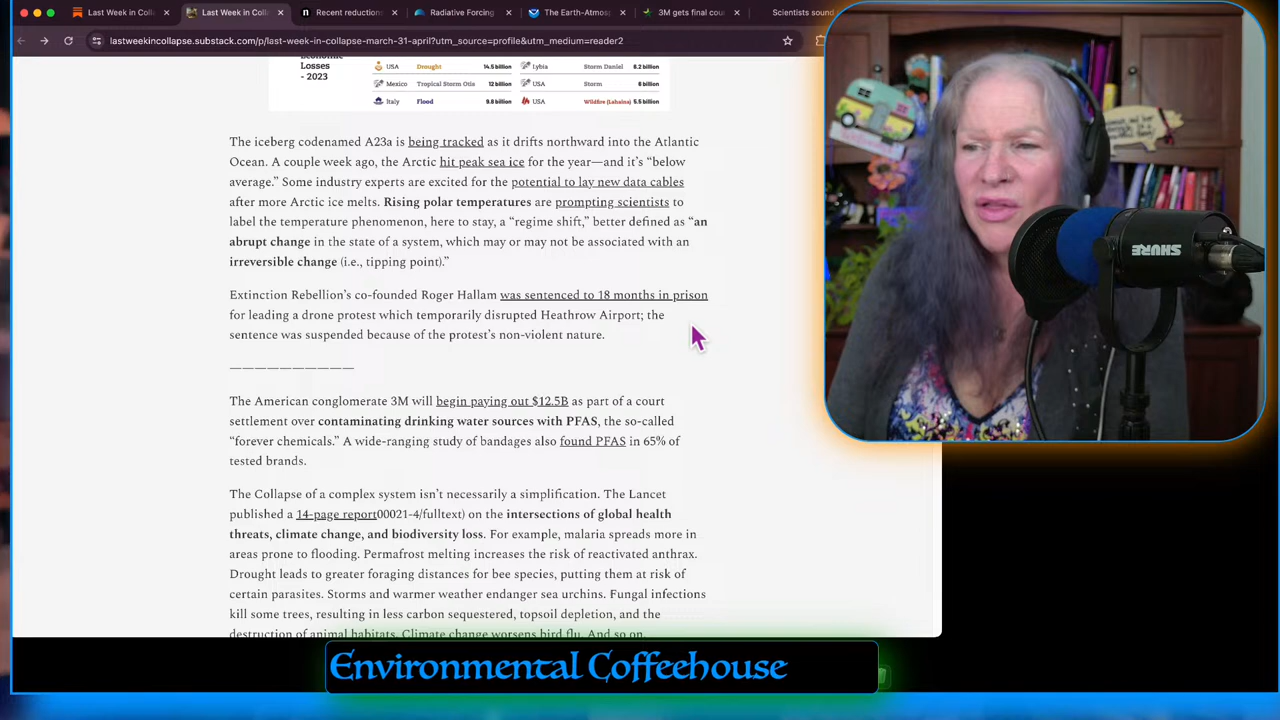 Last Week in Coll
Last Week in Colla
Recent reduction
Radiative Forcing
The Earth-Atmosp
3M gets final cou
Scientists sound
lastweekincollapse.substack.com/p/last-week-in-collapse-march-31-april?utm_source=profile&utm_medium=reader2
Losses
- 2023
USA Drought 14.5 billion
Lybia Storm Daniel 6.2 billion
Mexico Tropical Storm Otis 12 billion
USA Storm 6 billion
Italy Flood 9.8 billion
USA Wildfire (Lahaina) 5.5 billion
The iceberg codenamed A23a is being tracked as it drifts northward into the Atlantic
Ocean. A couple week ago, the Arctic hit peak sea ice for the year—and it’s “below
average.” Some industry experts are excited for the potential to lay new data cables
after more Arctic ice melts. Rising polar temperatures are prompting scientists to
label the temperature phenomenon, here to stay, a “regime shift,” better defined as “an
abrupt change in the state of a system, which may or may not be associated with an
irreversible change (i.e., tipping point).”
Extinction Rebellion’s co-founded Roger Hallam was sentenced to 18 months in prison
for leading a drone protest which temporarily disrupted Heathrow Airport; the
sentence was suspended because of the protest’s non-violent nature.
———————————
The American conglomerate 3M will begin paying out $12.5B as part of a court
settlement over contaminating drinking water sources with PFAS, the so-called
“forever chemicals.” A wide-ranging study of bandages also found PFAS in 65% of
tested brands.
The Collapse of a complex system isn’t necessarily a simplification. The Lancet
published a 14-page report00021-4/fulltext) on the intersections of global health
threats, climate change, and biodiversity loss. For example, malaria spreads more in
areas prone to flooding. Permafrost melting increases the risk of reactivated anthrax.
Drought leads to greater foraging distances for bee species, putting them at risk of
certain parasites. Storms and warmer weather endanger sea urchins. Fungal infections
kill some trees, resulting in less carbon sequestered, topsoil depletion, and the
destruction of animal habitats. Climate change worsens bird flu. And so on.
SHURE
Environmental Coffeehouse